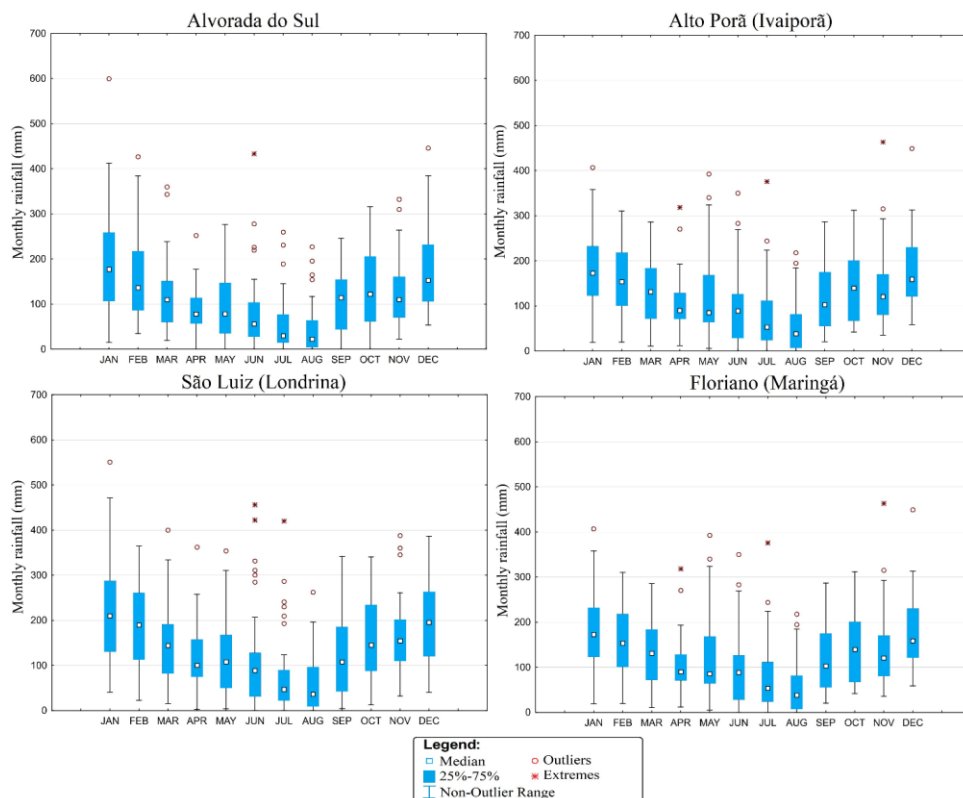 Alvorada do Sul
Monthly rainfall (mm)
700
600
500
400
300
200
100
0
JAN FEB MAR APR MAY JUN JUL AUG SEP OCT NOV DEC
Alto Porã (Ivaiporã)
Monthly rainfall (mm)
700
600
500
400
300
200
100
0
JAN FEB MAR APR MAY JUN JUL AUG SEP OCT NOV DEC
São Luiz (Londrina)
Monthly rainfall (mm)
700
600
500
400
300
200
100
0
JAN FEB MAR APR MAY JUN JUL AUG SEP OCT NOV DEC
Floriano (Maringá)
Monthly rainfall (mm)
700
600
500
400
300
200
100
0
JAN FEB MAR APR MAY JUN JUL AUG SEP OCT NOV DEC
Legend:
Median
Outliers
25%-75%
Extremes
Non-Outlier Range